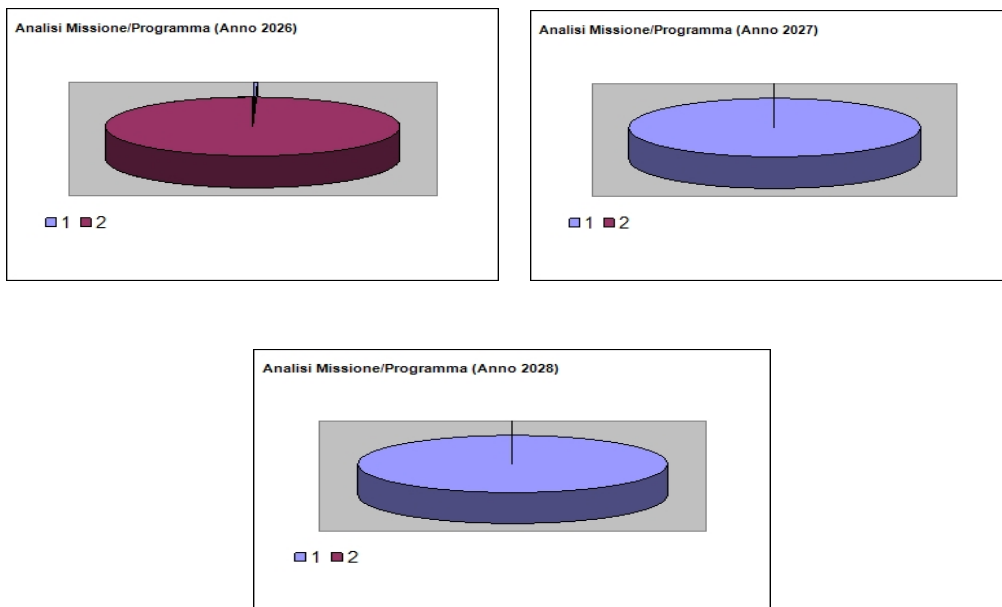 Analisi Missione/Programma (Anno 2026)
1 2
Analisi Missione/Programma (Anno 2027)
1 2
Analisi Missione/Programma (Anno 2028)
1 2